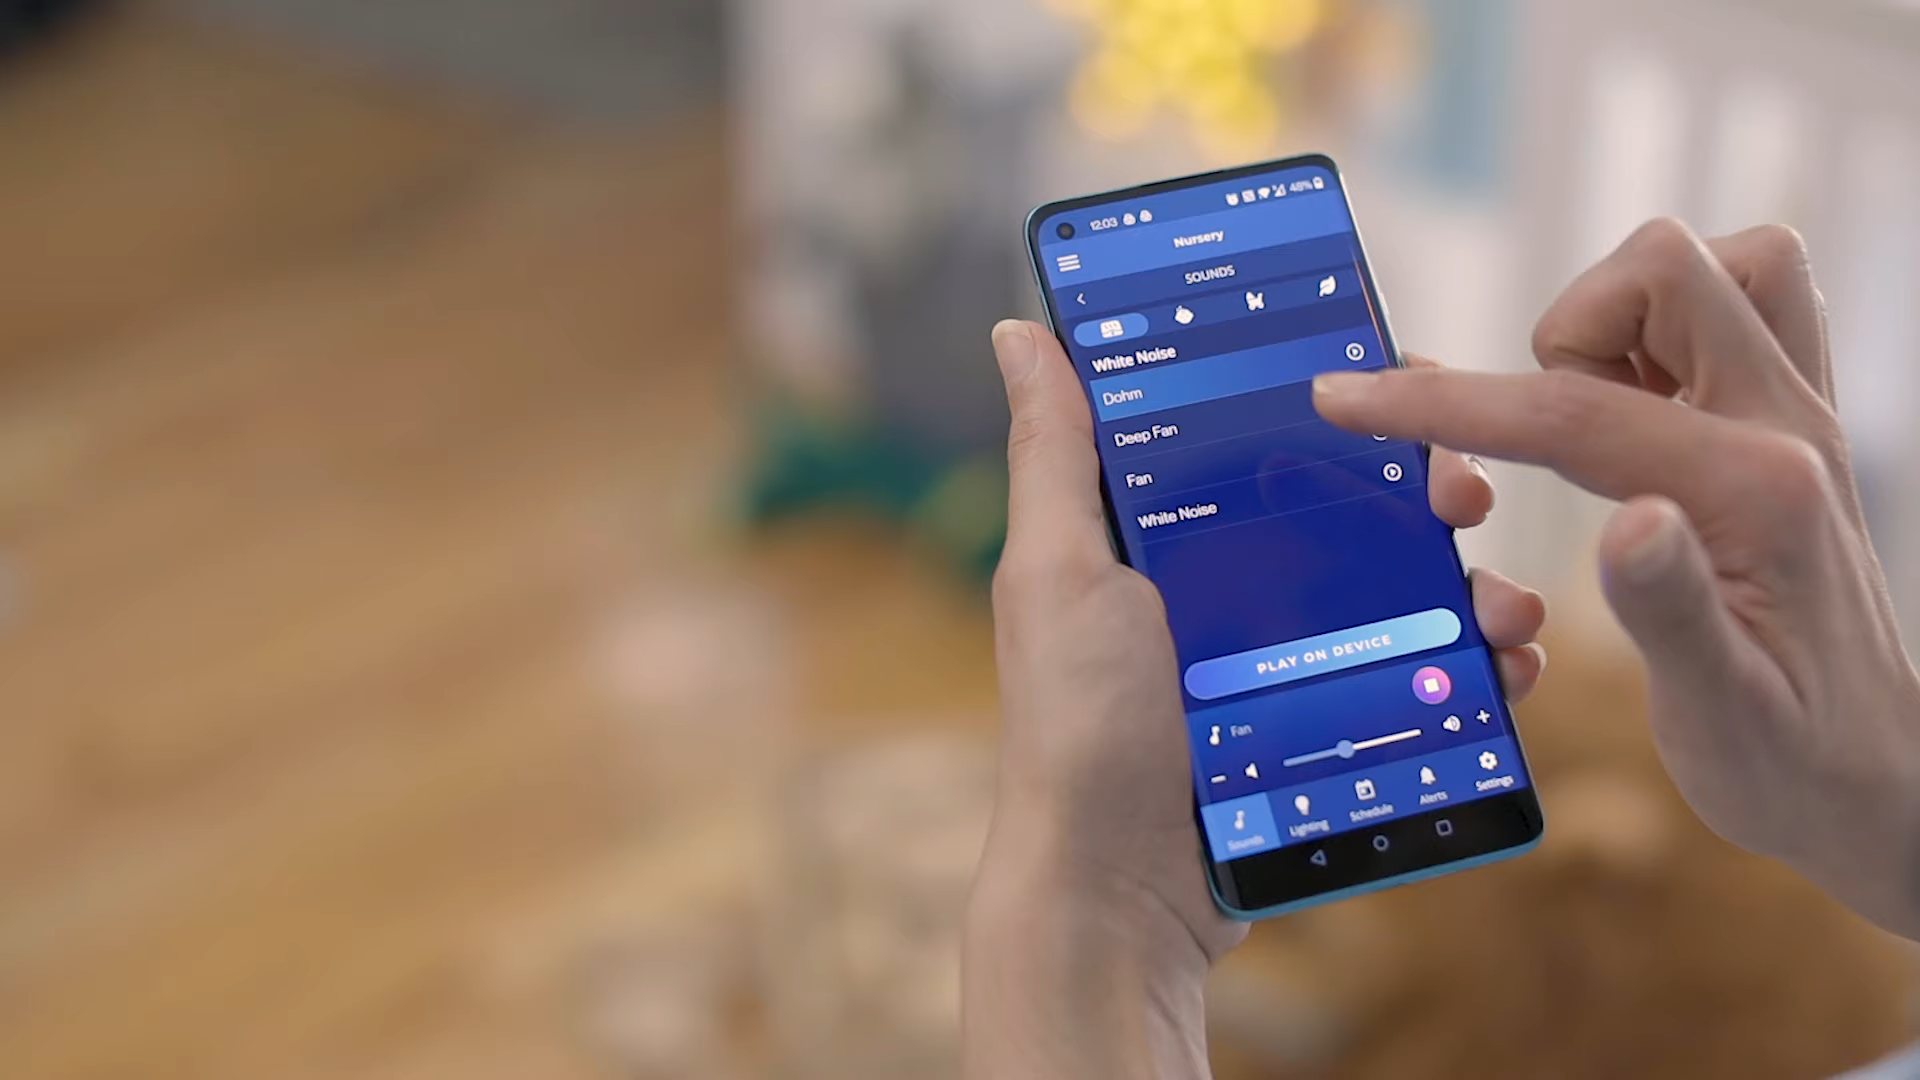 12:03 48%
Nursery
SOUNDS
White Noise
Dohm
Deep Fan
Fan
White Noise
PLAY ON DEVICE
Fan
Sounds Lighting Schedule Alerts Settings